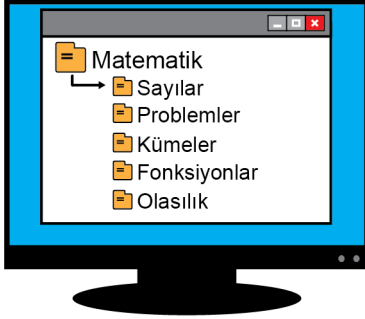 Matematik
Sayılar
Problemler
Kümeler
Fonksiyonlar
Olasılık